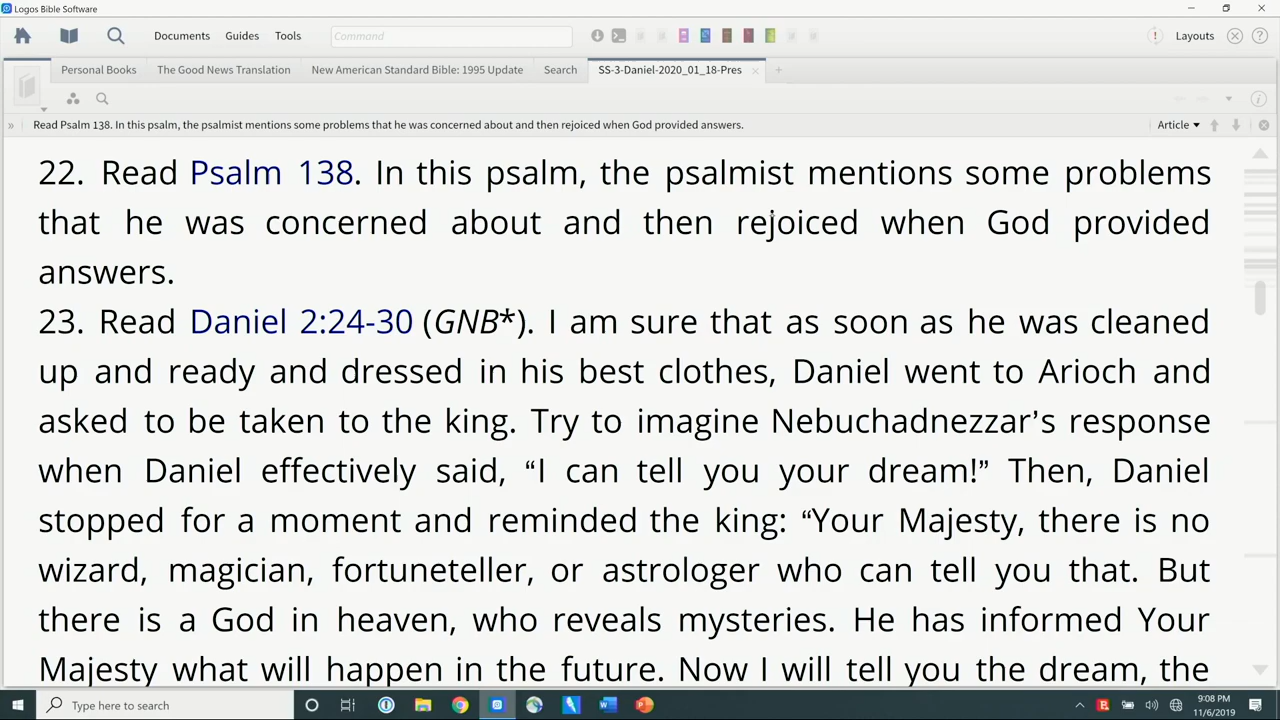 Logos Bible Software
Documents Guides Tools Command Layouts
Personal Books The Good News Translation New American Standard Bible: 1995 Update Search SS-3-Daniel-2020_01_18-Pres
Read Psalm 138. In this psalm, the psalmist mentions some problems that he was concerned about and then rejoiced when God provided answers. Article
22. Read Psalm 138. In this psalm, the psalmist mentions some problems
that he was concerned about and then rejoiced when God provided
answers.
23. Read Daniel 2:24-30 (GNB*). I am sure that as soon as he was cleaned
up and ready and dressed in his best clothes, Daniel went to Arioch and
asked to be taken to the king. Try to imagine Nebuchadnezzar’s response
when Daniel effectively said, “I can tell you your dream!” Then, Daniel
stopped for a moment and reminded the king: “Your Majesty, there is no
wizard, magician, fortuneteller, or astrologer who can tell you that. But
there is a God in heaven, who reveals mysteries. He has informed Your
Majesty what will happen in the future. Now I will tell you the dream, the
Type here to search
9:08 PM
11/6/2019